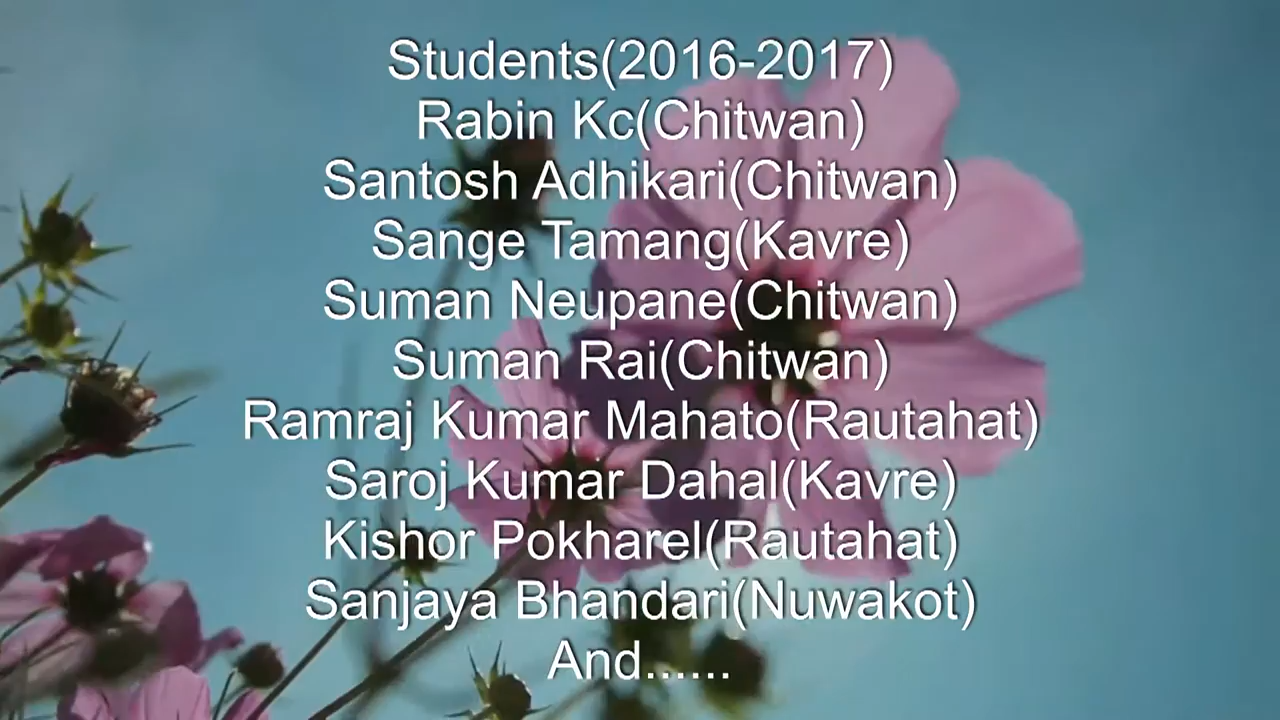 Students(2016-2017)
Rabin Kc(Chitwan)
Santosh Adhikari(Chitwan)
Sange Tamang(Kavre)
Suman Neupane(Chitwan)
Suman Rai(Chitwan)
Ramraj Kumar Mahato(Rautahat)
Saroj Kumar Dahal(Kavre)
Kishor Pokharel(Rautahat)
Sanjaya Bhandari(Nuwakot)
And......